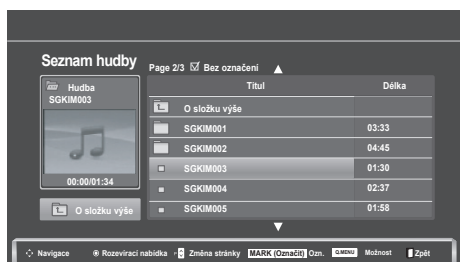 Seznam hudby
Page 2/3 Bez označení
Hudba
SGKIM003
00:00/01:34
O složku výše
Titul Délka
O složku výše
SGKIM001 03:33
SGKIM002 04:45
SGKIM003 01:30
SGKIM004 02:37
SGKIM005 01:58
Navigace Rozevírací nabídka P Změna stránky MARK (Označit) Ozn. Q.MENU Možnost Zpět